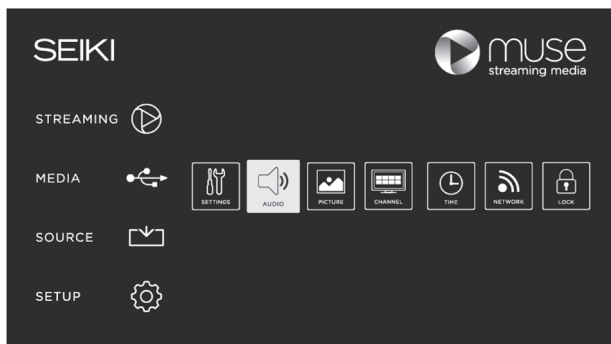 SEIKI
muse
streaming media
STREAMING
MEDIA
SETTINGS
AUDIO
PICTURE
CHANNEL
TIME
NETWORK
LOCK
SOURCE
SETUP